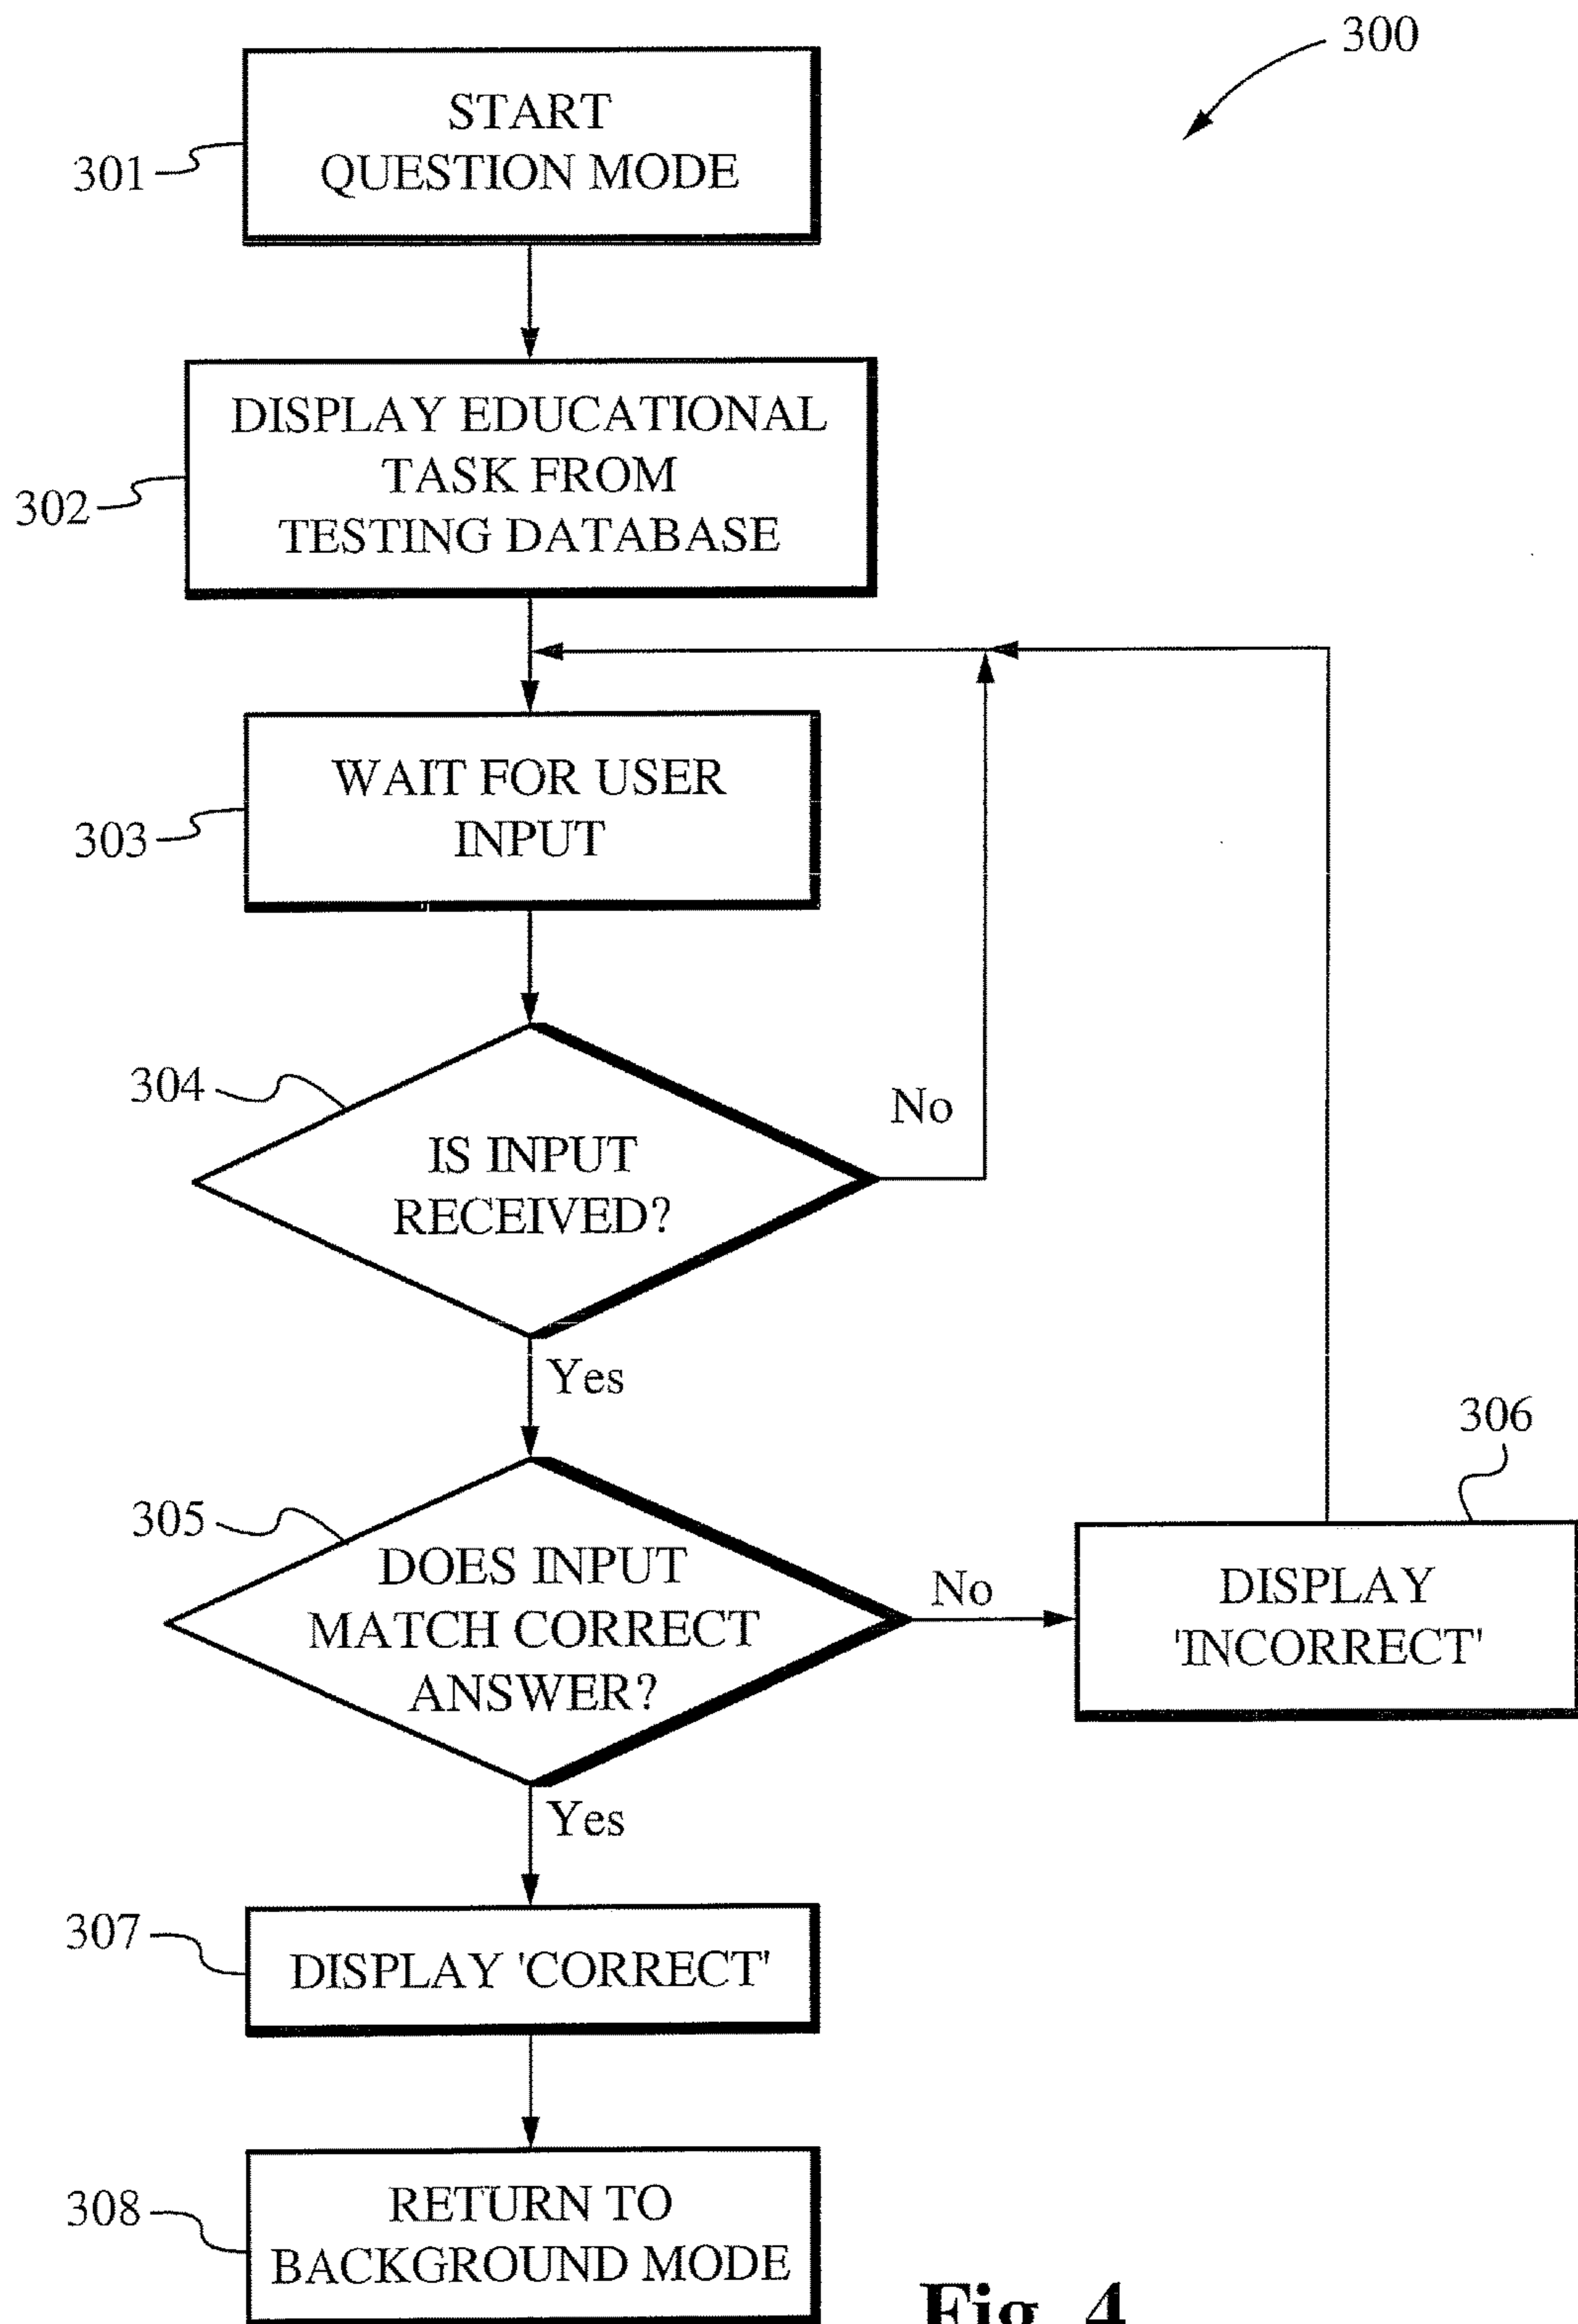 300
START
QUESTION MODE
301
DISPLAY EDUCATIONAL
TASK FROM
TESTING DATABASE
302
WAIT FOR USER
INPUT
303
304
IS INPUT
RECEIVED?
No
Yes
305
DOES INPUT
MATCH CORRECT
ANSWER?
No
306
DISPLAY
'INCORRECT'
Yes
307
DISPLAY 'CORRECT'
308
RETURN TO
BACKGROUND MODE
Fig. 4